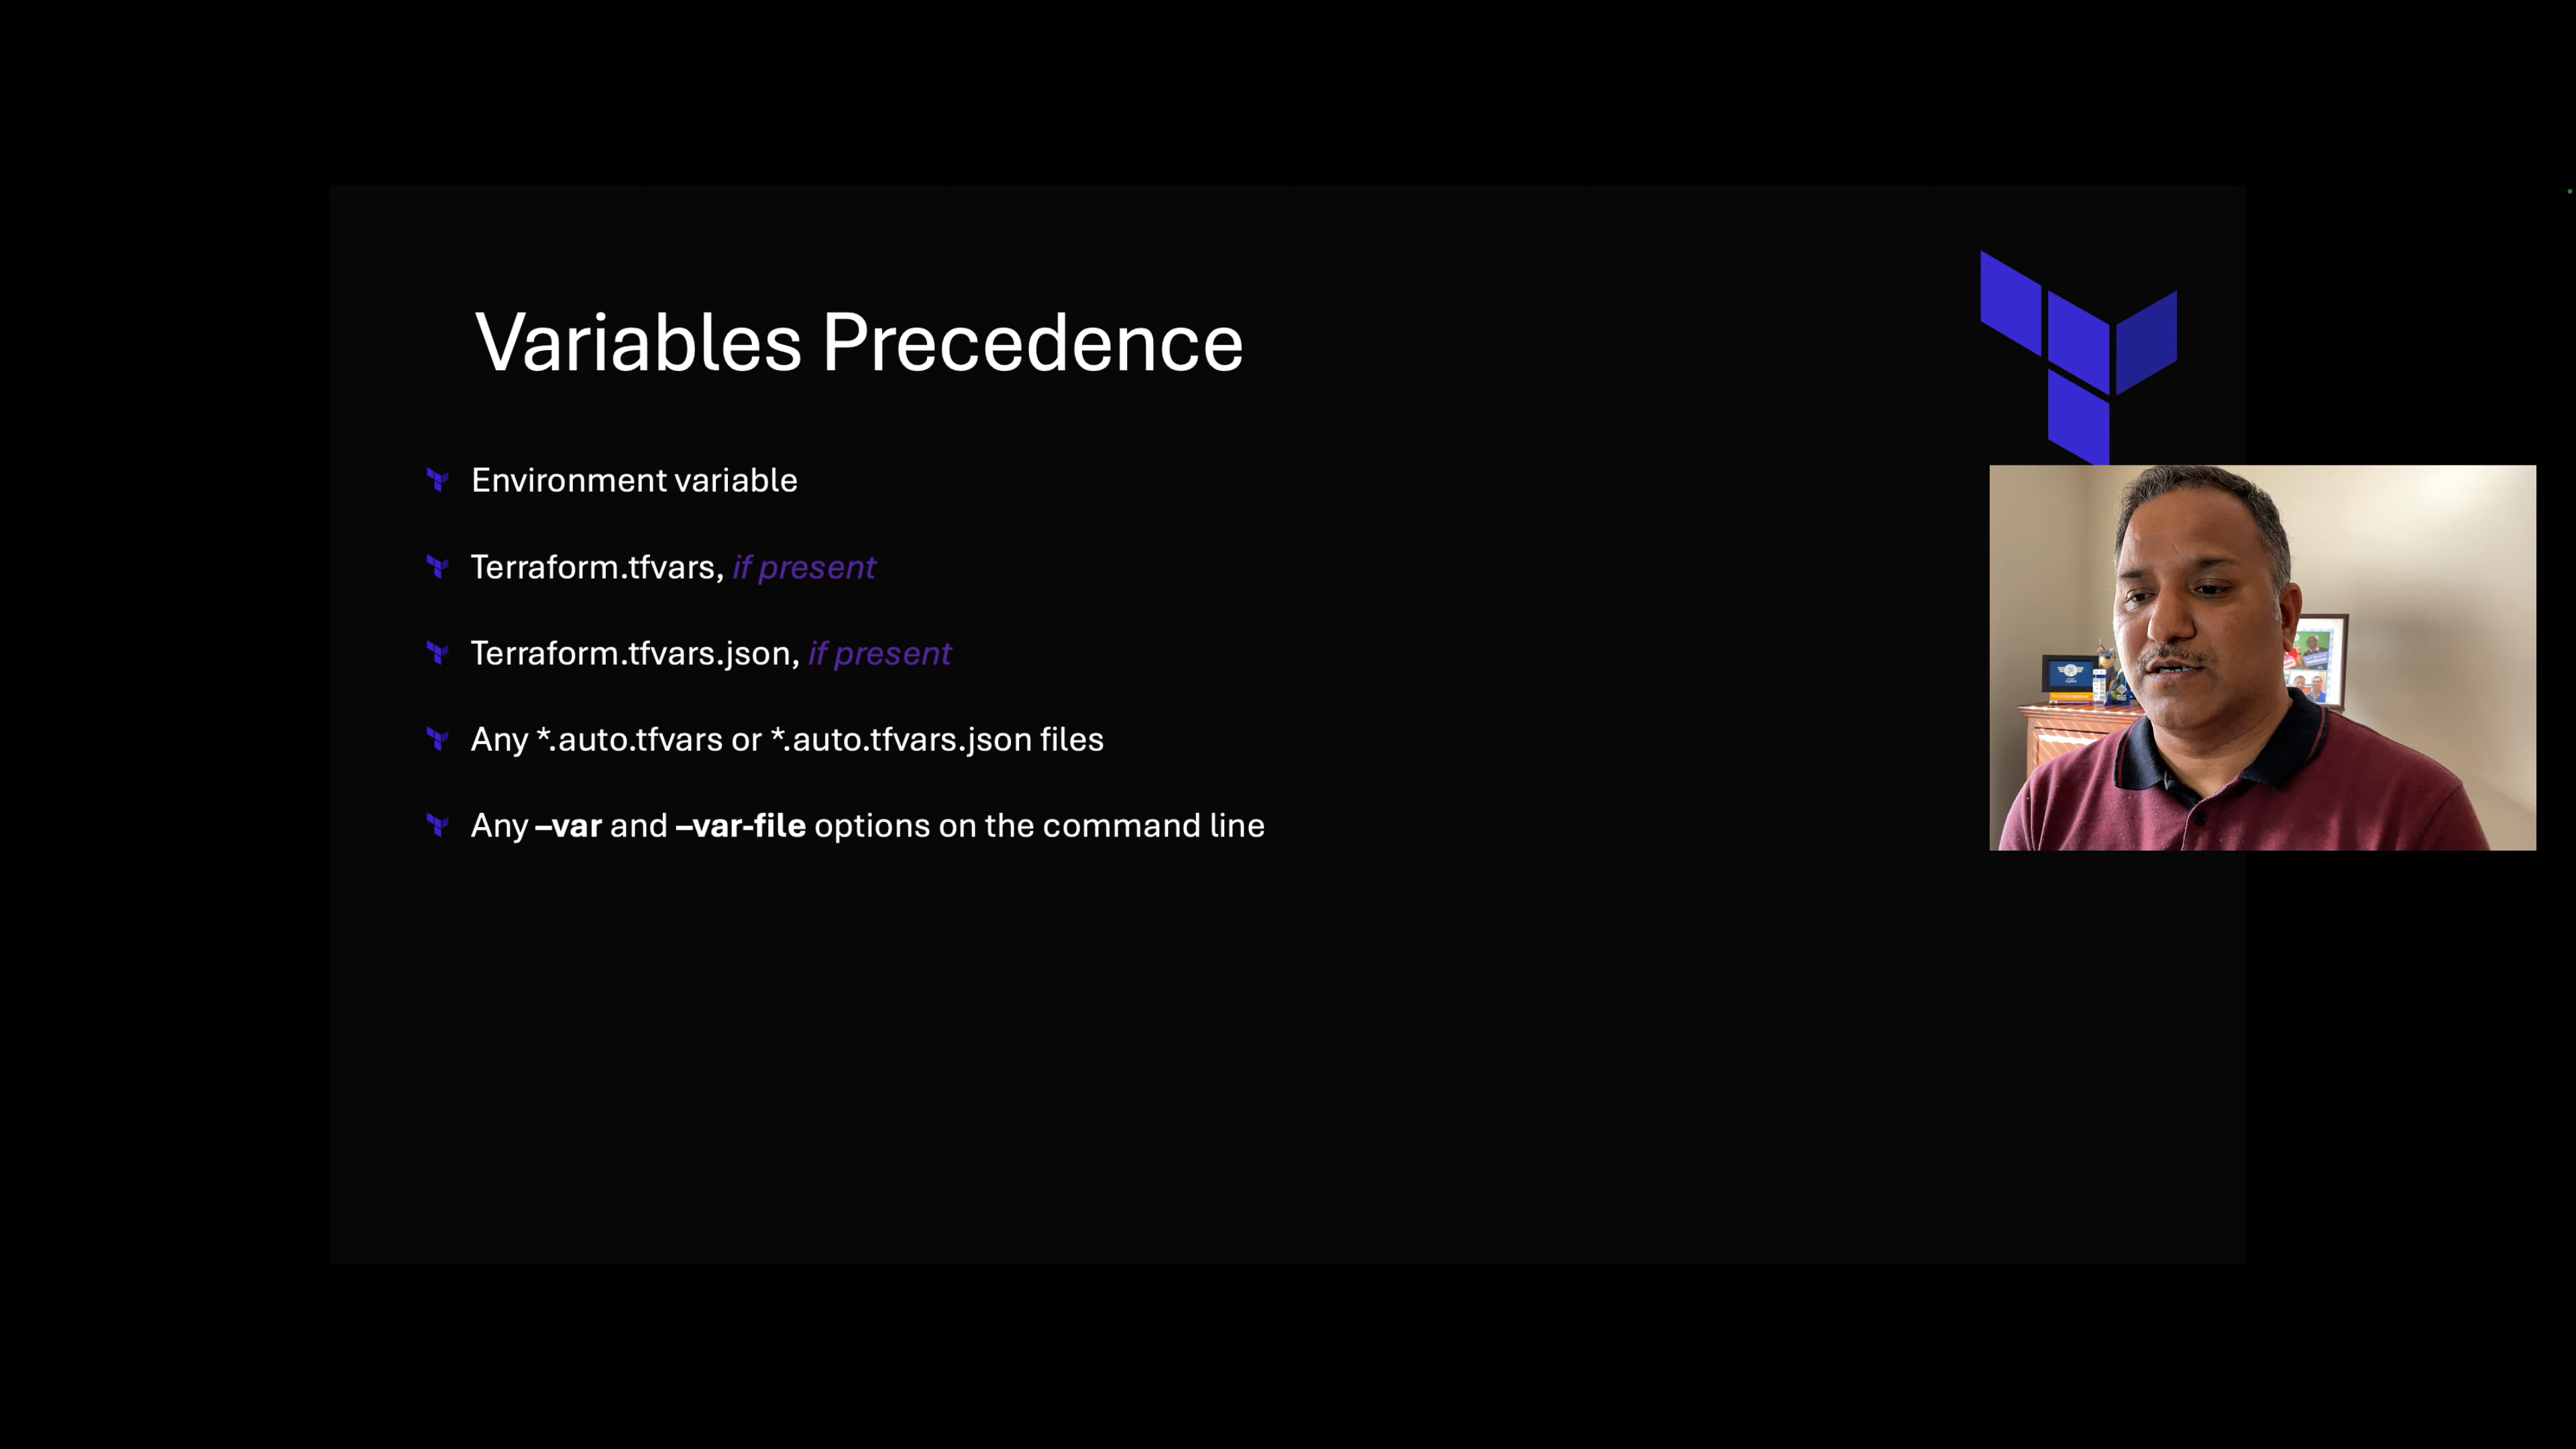 Variables Precedence
Environment variable
Terraform.tfvars, if present
Terraform.tfvars.json, if present
Any *.auto.tfvars or *.auto.tfvars.json files
Any –var and –var-file options on the command line